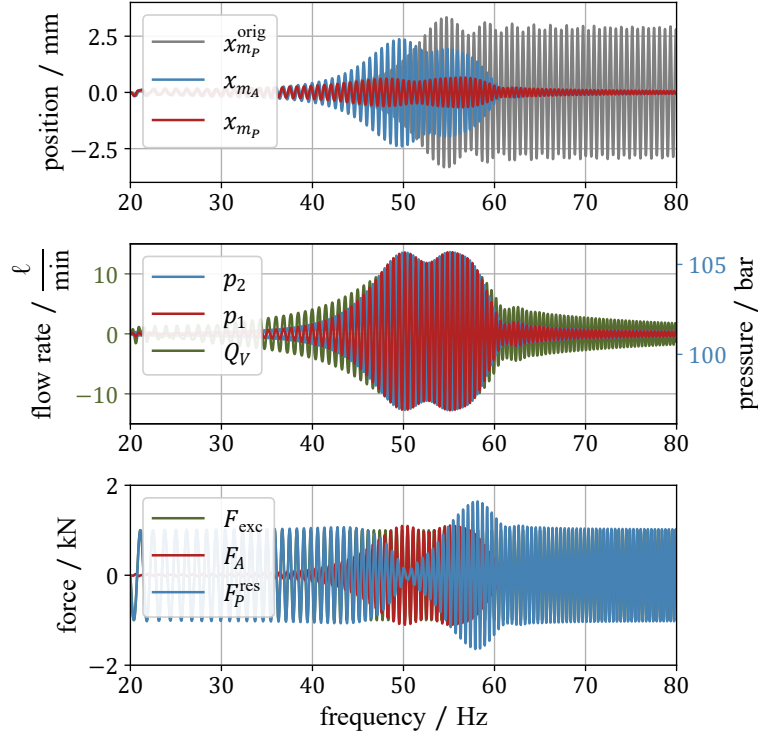 position / mm
2.5
0.0
−2.5
x_{m_P}^{orig}
x_{m_A}
x_{m_P}
20 30 40 50 60 70 80
flow rate / ℓ/min
10
0
−10
p_2
p_1
Q_V
105
100
pressure / bar
20 30 40 50 60 70 80
force / kN
2
0
−2
F_{exc}
F_A
F_P^{res}
20 30 40 50 60 70 80
frequency / Hz